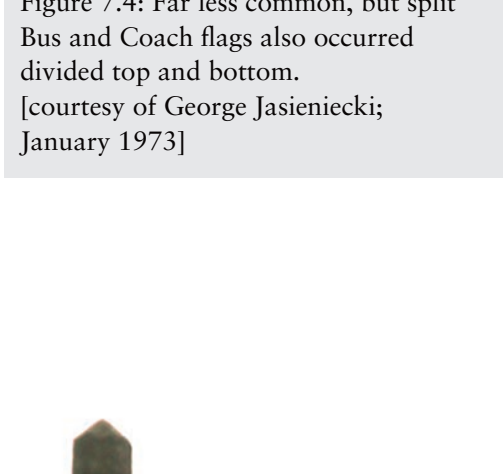 Figure 7.4: Far less common, but split
Bus and Coach flags also occurred
divided top and bottom.
[courtesy of George Jasieniecki;
January 1973]